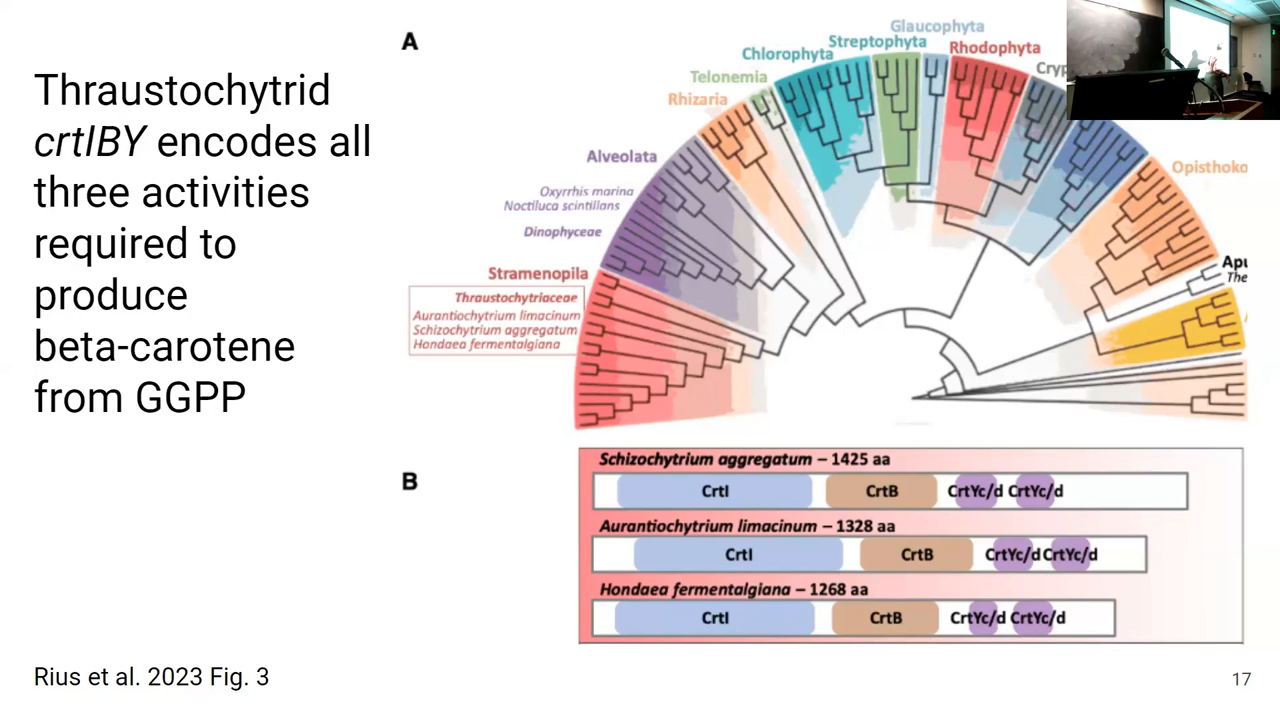 Thraustochytrid
crtIBY encodes all
three activities
required to
produce
beta-carotene
from GGPP
A
Glaucophyta
Streptophyta
Chlorophyta
Rhodophyta
Telonemia
Cryp
Rhizaria
Alveolata
Opisthoko
Oxyrrhis marina
Noctiluca scintillans
Dinophyceae
Stramenopila
Apu
The
Thraustochytriaceae
Aurantiochytrium limacinum
Schizochytrium aggregatum
Hondaea fermentalgiana
B
Schizochytrium aggregatum – 1425 aa
CrtI CrtB CrtYc/d CrtYc/d
Aurantiochytrium limacinum – 1328 aa
CrtI CrtB CrtYc/d CrtYc/d
Hondaea fermentalgiana – 1268 aa
CrtI CrtB CrtYc/d CrtYc/d
Rius et al. 2023 Fig. 3
17